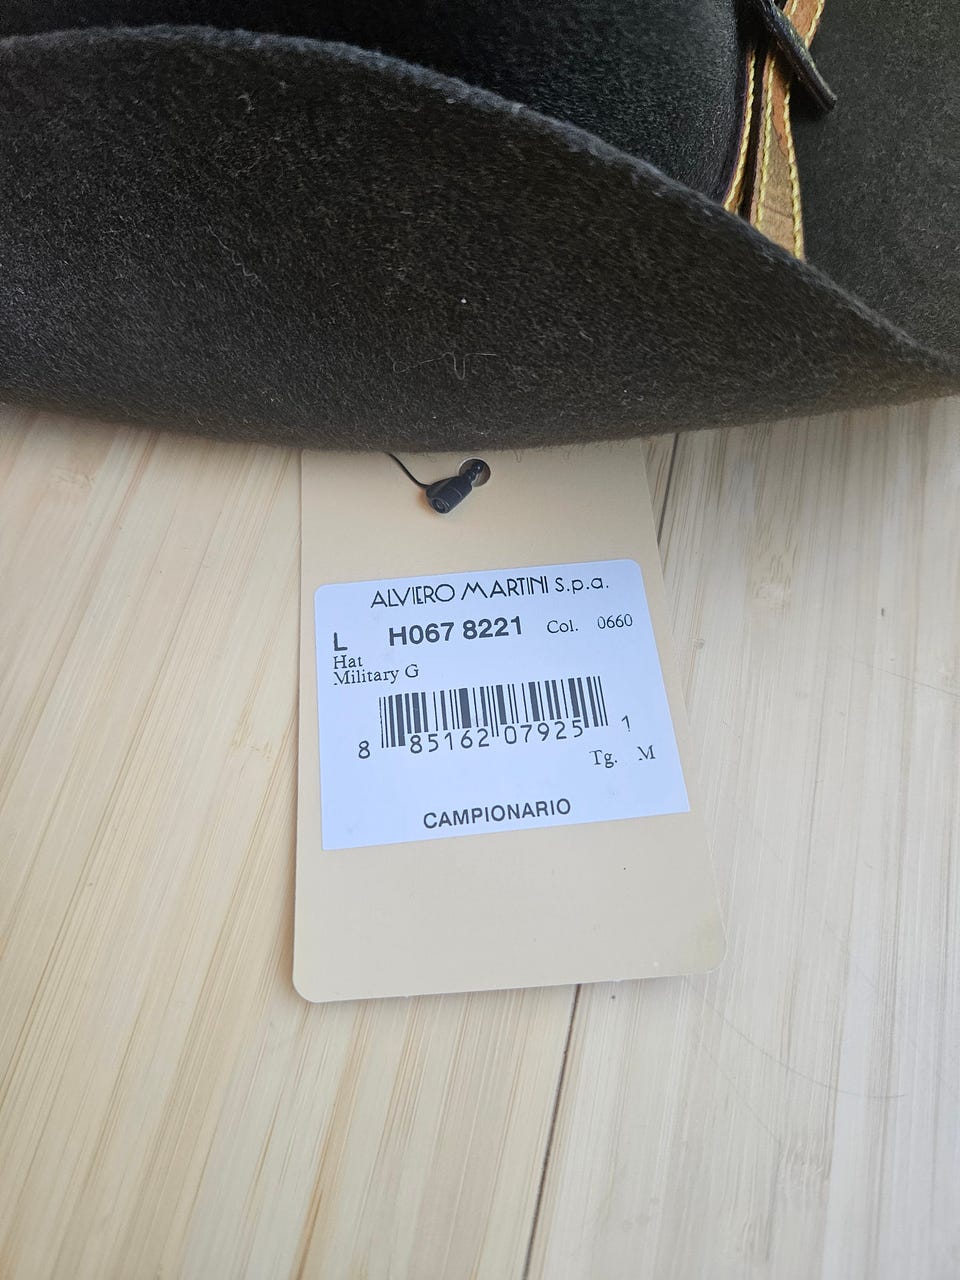 ALVIERO MARTINI S.p.a.
L H067 8221 Col. 0660
Hat
Military G
8 85162 07925 1
Tg. M
CAMPIONARIO